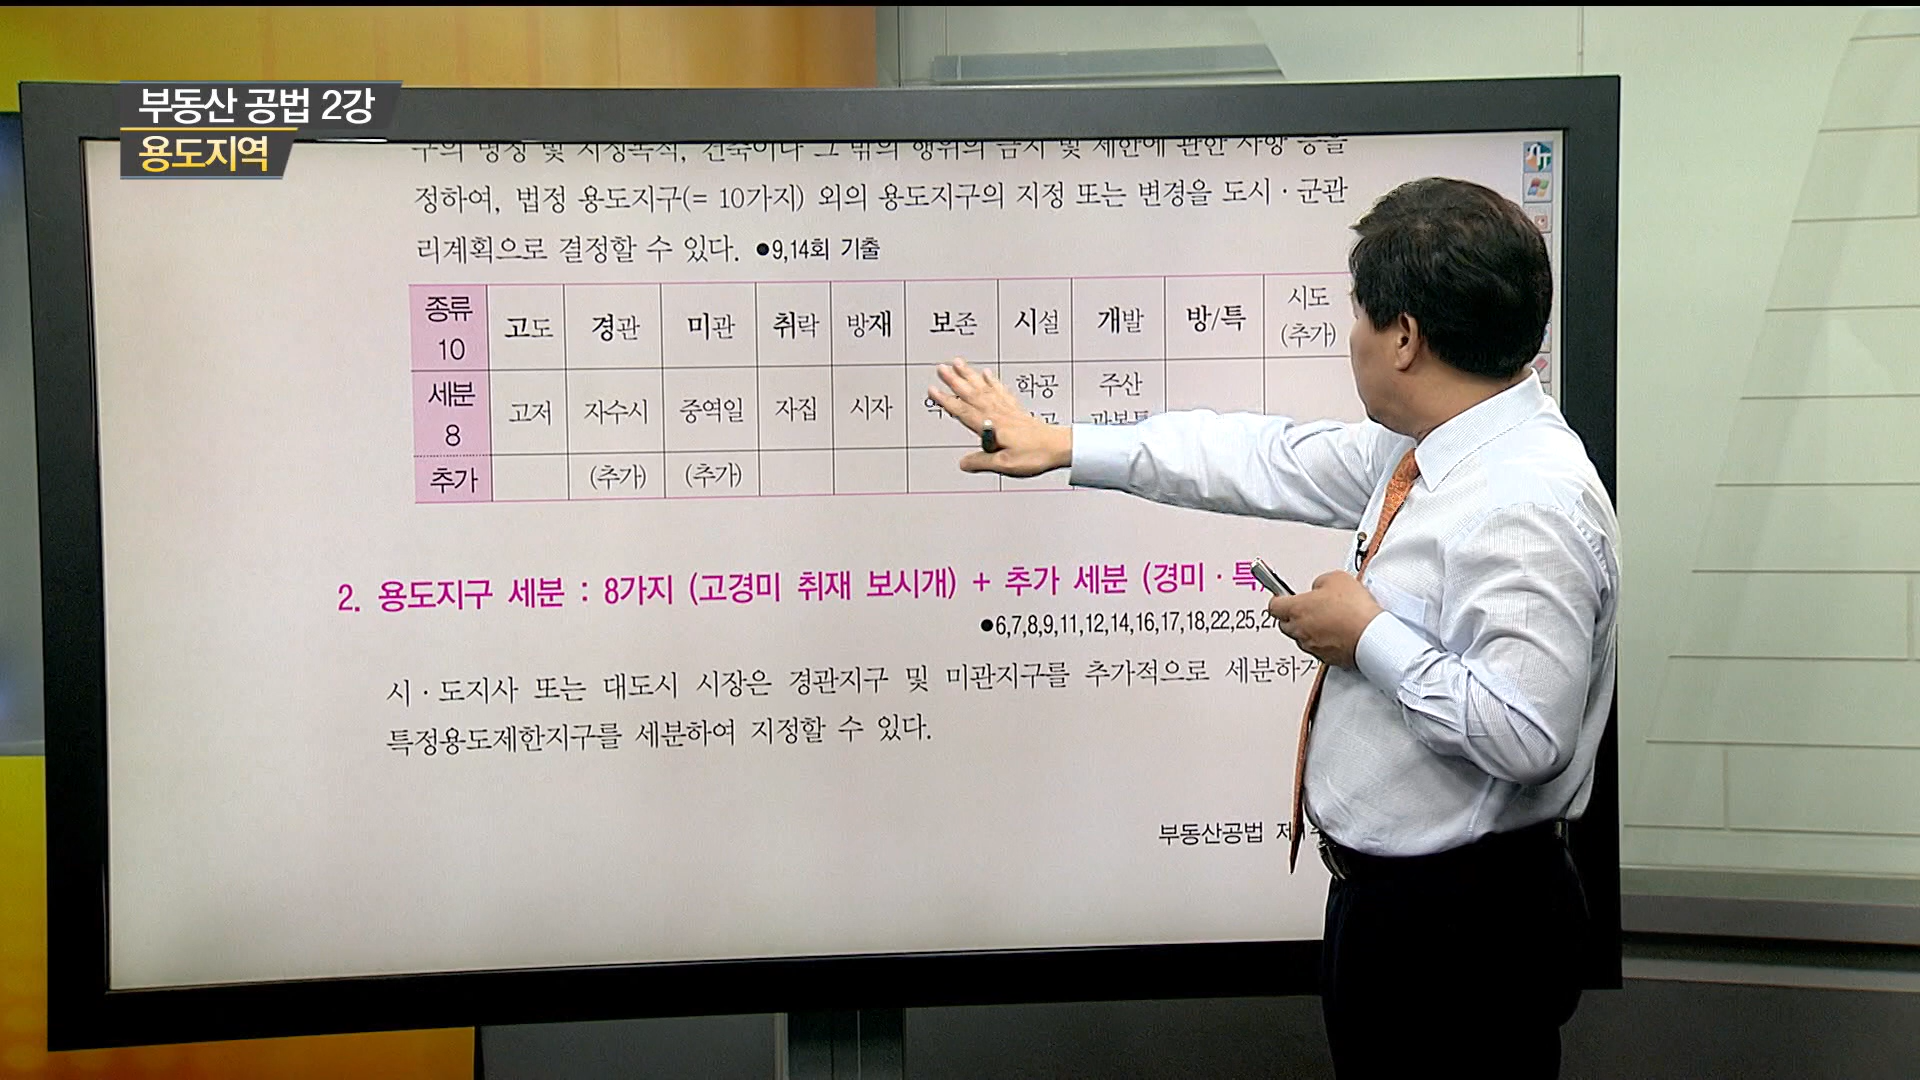 부동산 공법 2강
용도지역
정하여, 법정 용도지구(= 10가지) 외의 용도지구의 지정 또는 변경을 도시·군관
리계획으로 결정할 수 있다. ●9,14회 기출
종류 10 고도 경관 미관 취락 방재 보존 시설 개발 방/특 시도 (추가)
세분 8 고저 자수시 중역일 자집 시자 학공 주산
추가 (추가) (추가)
2. 용도지구 세분 : 8가지 (고경미 취재 보시개) + 추가 세분 (경미·특
●6,7,8,9,11,12,14,16,17,18,22,25,2
시·도지사 또는 대도시 시장은 경관지구 및 미관지구를 추가적으로 세분하거
특정용도제한지구를 세분하여 지정할 수 있다.
부동산공법